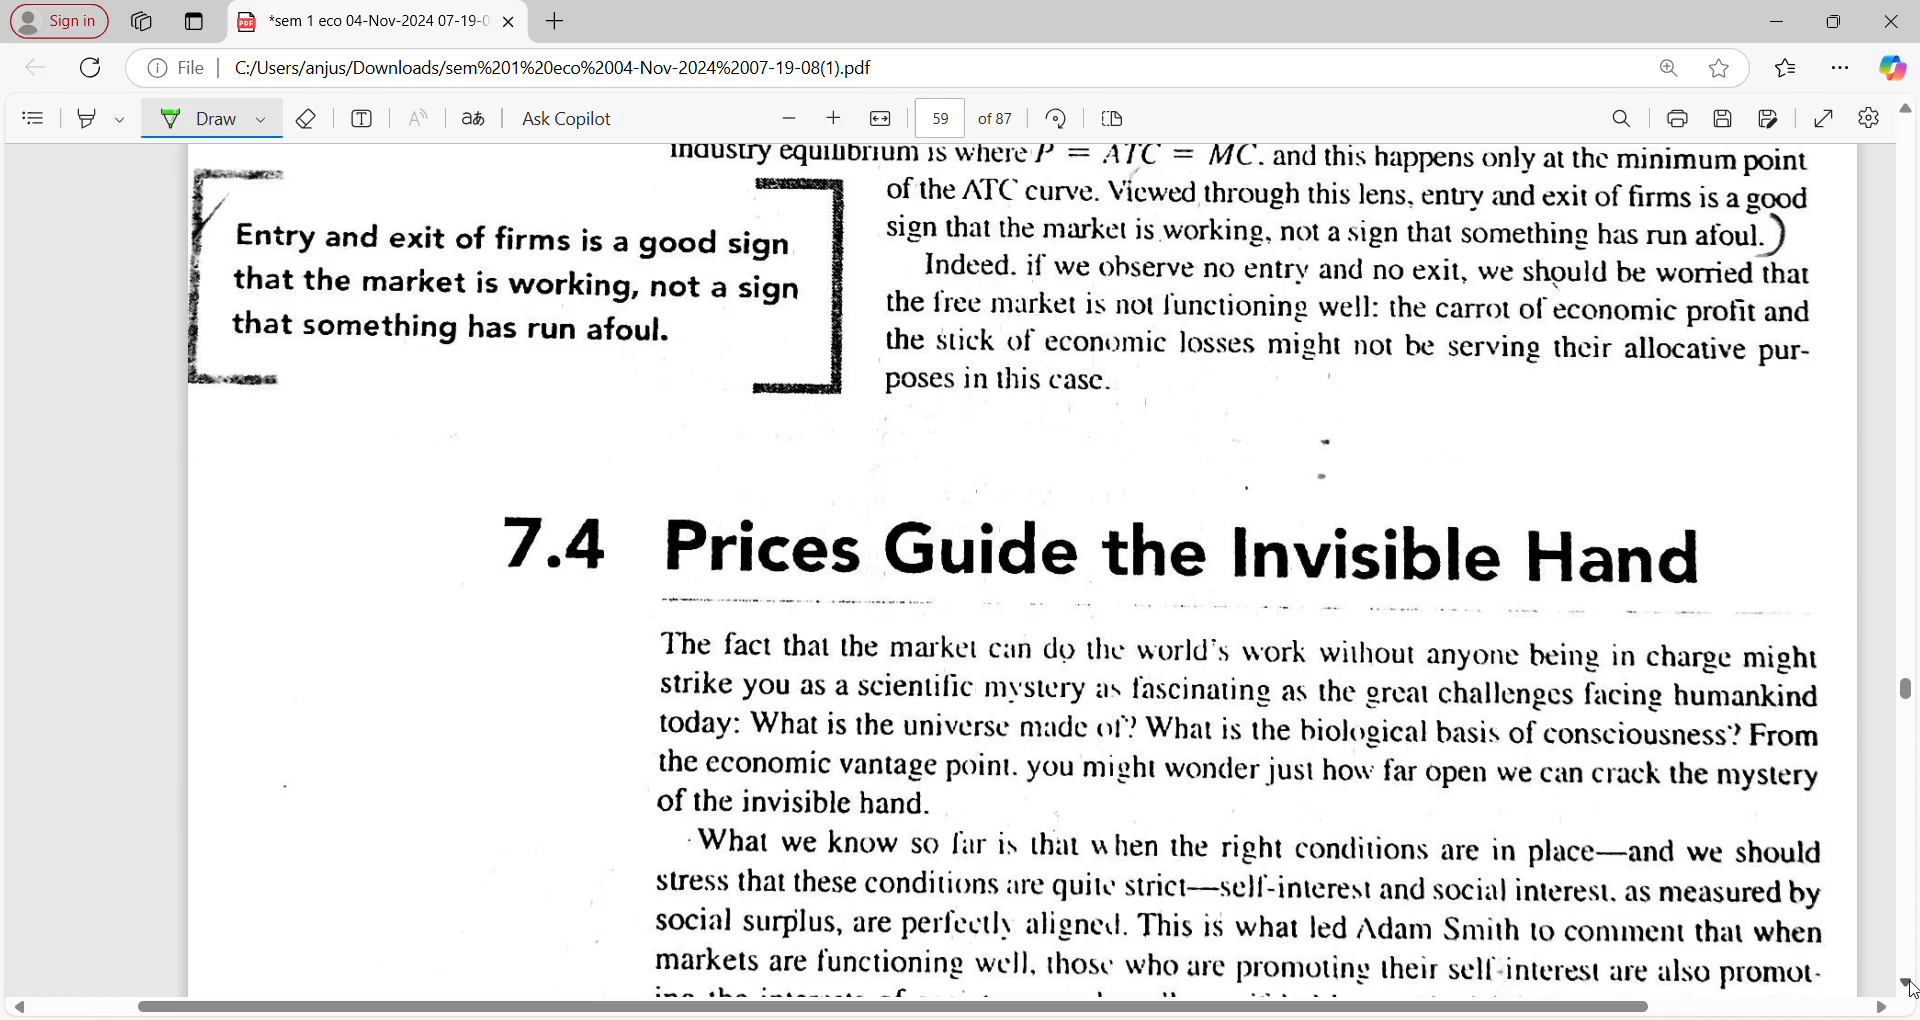 Sign in
*sem 1 eco 04-Nov-2024 07-19-0
File
C:/Users/anjus/Downloads/sem%201%20eco%2004-Nov-2024%2007-19-08(1).pdf
Draw
Ask Copilot
59 of 87
industry equilibrium is where P = ATC = MC. and this happens only at the minimum point
of the ATC curve. Viewed through this lens, entry and exit of firms is a good
sign that the market is working, not a sign that something has run afoul.)
Indeed. if we observe no entry and no exit, we should be worried that
the free market is not functioning well: the carrot of economic profit and
the stick of economic losses might not be serving their allocative pur-
poses in this case.
Entry and exit of firms is a good sign
that the market is working, not a sign
that something has run afoul.
7.4 Prices Guide the Invisible Hand
The fact that the market can do the world's work without anyone being in charge might
strike you as a scientific mystery as fascinating as the great challenges facing humankind
today: What is the universe made of? What is the biological basis of consciousness? From
the economic vantage point. you might wonder just how far open we can crack the mystery
of the invisible hand.
What we know so far is that when the right conditions are in place—and we should
stress that these conditions are quite strict—self-interest and social interest, as measured by
social surplus, are perfectly aligned. This is what led Adam Smith to comment that when
markets are functioning well, those who are promoting their self-interest are also promot-